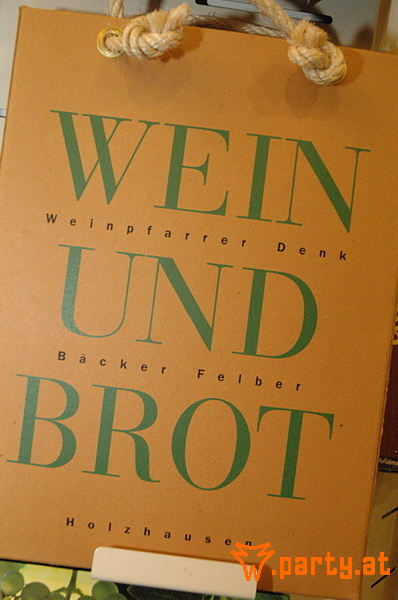 WEIN
Weinpfarrer Denk
UND
Bäcker Felber
BROT
Holzhausen
w.party.at